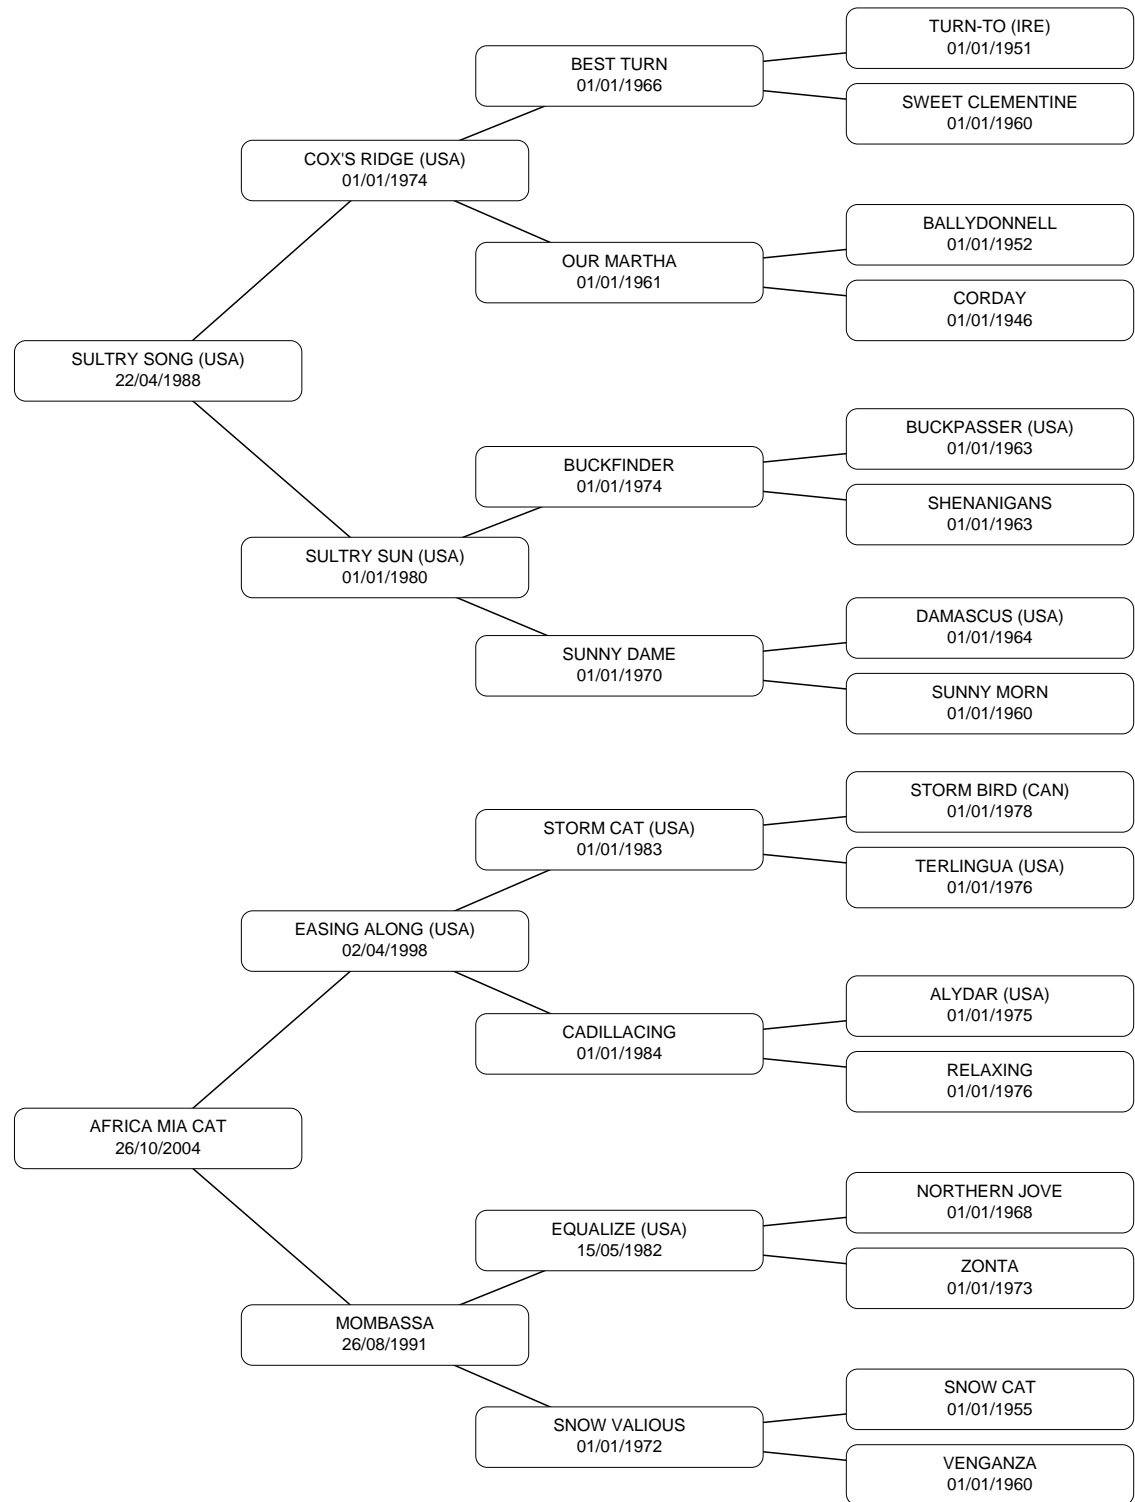 TURN-TO (IRE)
01/01/1951
BEST TURN
01/01/1966
SWEET CLEMENTINE
01/01/1960
COX'S RIDGE (USA)
01/01/1974
BALLYDONNELL
01/01/1952
OUR MARTHA
01/01/1961
CORDAY
01/01/1946
SULTRY SONG (USA)
22/04/1988
BUCKPASSER (USA)
01/01/1963
BUCKFINDER
01/01/1974
SHENANIGANS
01/01/1963
SULTRY SUN (USA)
01/01/1980
DAMASCUS (USA)
01/01/1964
SUNNY DAME
01/01/1970
SUNNY MORN
01/01/1960
STORM BIRD (CAN)
01/01/1978
STORM CAT (USA)
01/01/1983
TERLINGUA (USA)
01/01/1976
EASING ALONG (USA)
02/04/1998
ALYDAR (USA)
01/01/1975
CADILLACING
01/01/1984
RELAXING
01/01/1976
AFRICA MIA CAT
26/10/2004
NORTHERN JOVE
01/01/1968
EQUALIZE (USA)
15/05/1982
ZONTA
01/01/1973
MOMBASSA
26/08/1991
SNOW CAT
01/01/1955
SNOW VALIOUS
01/01/1972
VENGANZA
01/01/1960